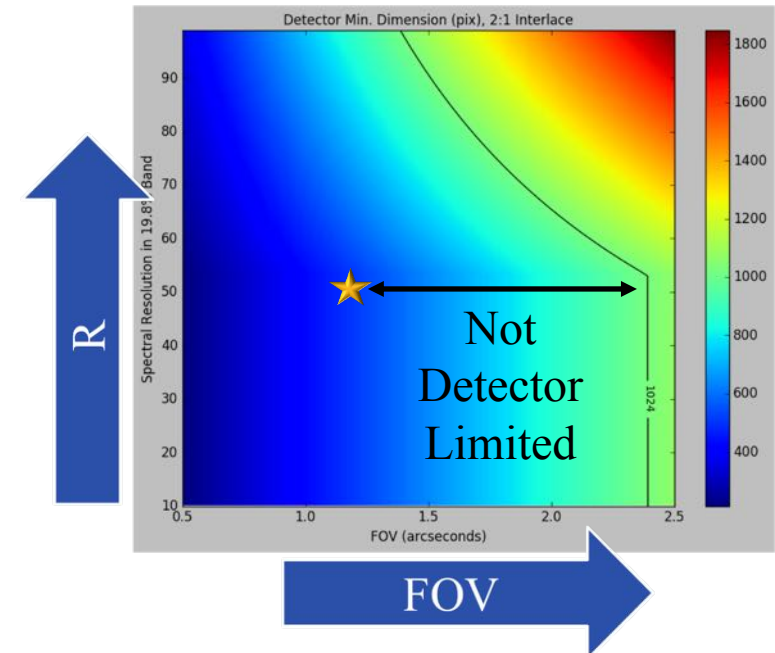 Detector Min. Dimension (pix), 2:1 Interlace
R
Spectral Resolution in 19.8% Band
90
80
70
60
50
40
30
20
10
Not
Detector
Limited
1024
1800
1600
1400
1200
1000
800
600
400
0.5
1.0
1.5
2.0
2.5
FOV (arcseconds)
FOV